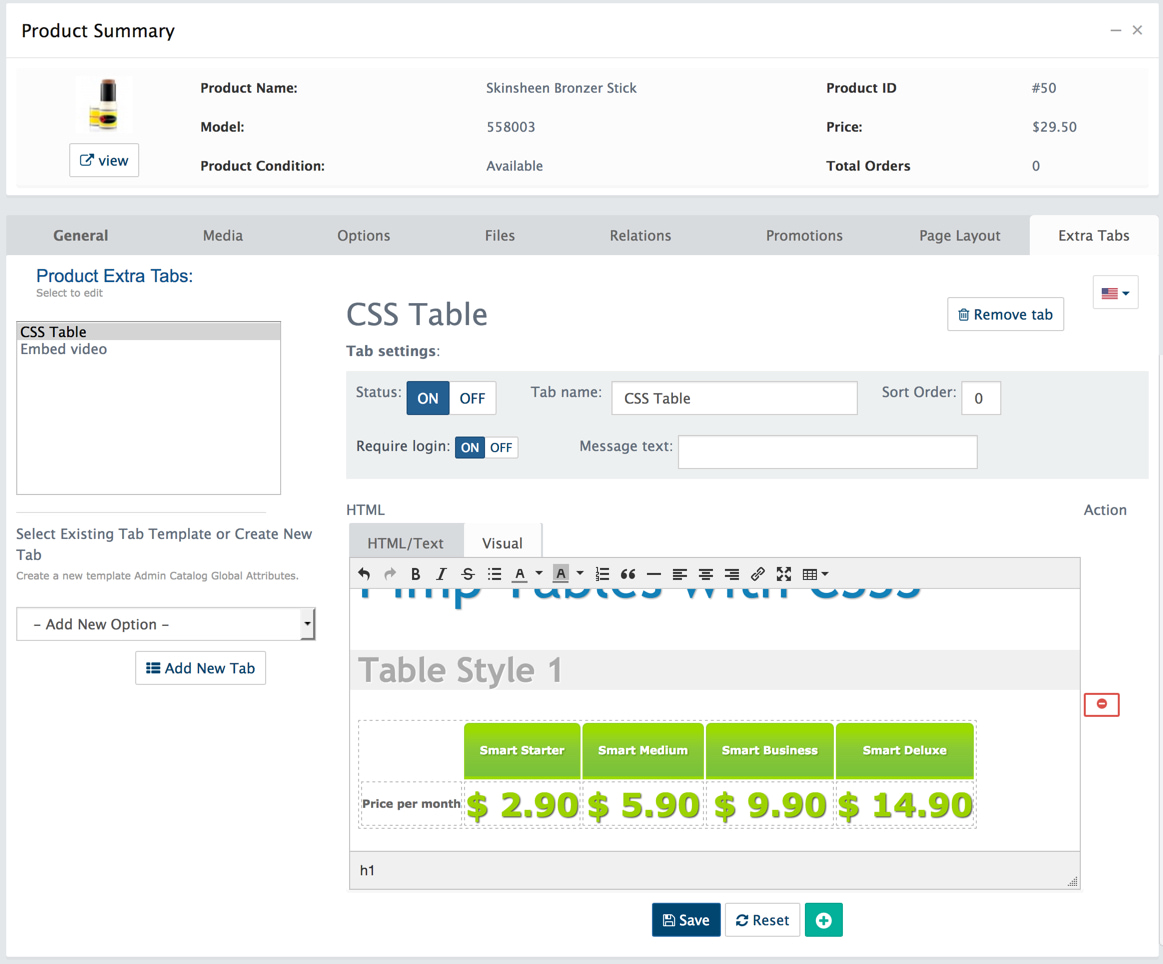 Product Summary
Product Name: Skinsheen Bronzer Stick Product ID #50
Model: 558003 Price: $29.50
view
Product Condition: Available Total Orders 0
General Media Options Files Relations Promotions Page Layout Extra Tabs
Product Extra Tabs:
Select to edit
CSS Table
Embed video
Select Existing Tab Template or Create New
Tab
Create a new template Admin Catalog Global Attributes.
– Add New Option –
Add New Tab
CSS Table
Remove tab
Tab settings:
Status: ON OFF Tab name: CSS Table Sort Order: 0
Require login: ON OFF Message text:
HTML Action
HTML/Text Visual
Pimp Tables With CSS3
Table Style 1
Smart Starter Smart Medium Smart Business Smart Deluxe
Price per month $ 2.90 $ 5.90 $ 9.90 $ 14.90
h1
Save Reset